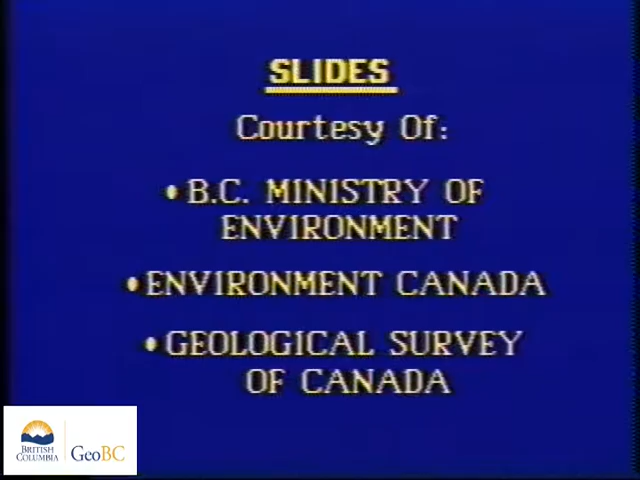 SLIDES
Courtesy Of:
• B.C. MINISTRY OF
ENVIRONMENT
• ENVIRONMENT CANADA
• GEOLOGICAL SURVEY
OF CANADA
BRITISH
COLUMBIA
GeoBC